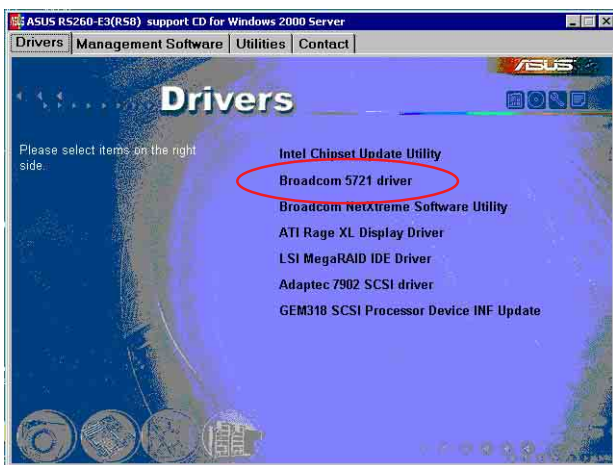 ASUS RS260-E3(RS8) support CD for Windows 2000 Server
Drivers Management Software Utilities Contact
ASUS
Drivers
Please select items on the right
side.
Intel Chipset Update Utility
Broadcom 5721 driver
Broadcom NetXtreme Software Utility
ATI Rage XL Display Driver
LSI MegaRAID IDE Driver
Adaptec 7902 SCSI driver
GEM318 SCSI Processor Device INF Update